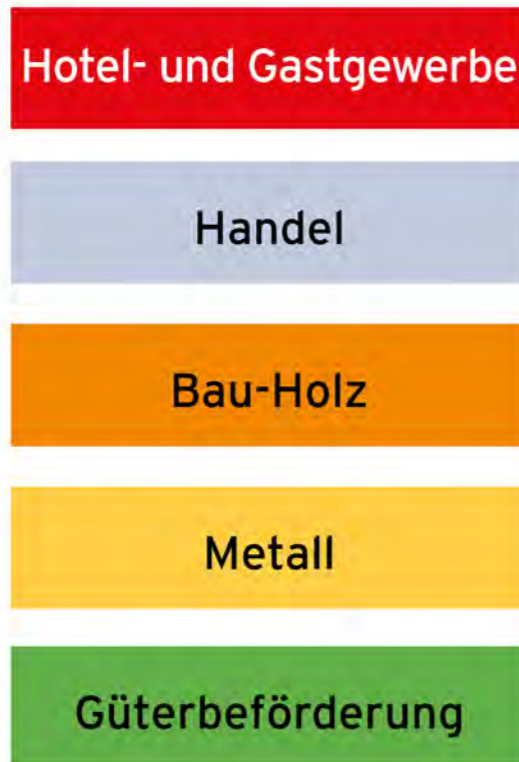 Hotel- und Gastgewerbe
Handel
Bau-Holz
Metall
Güterbeförderung